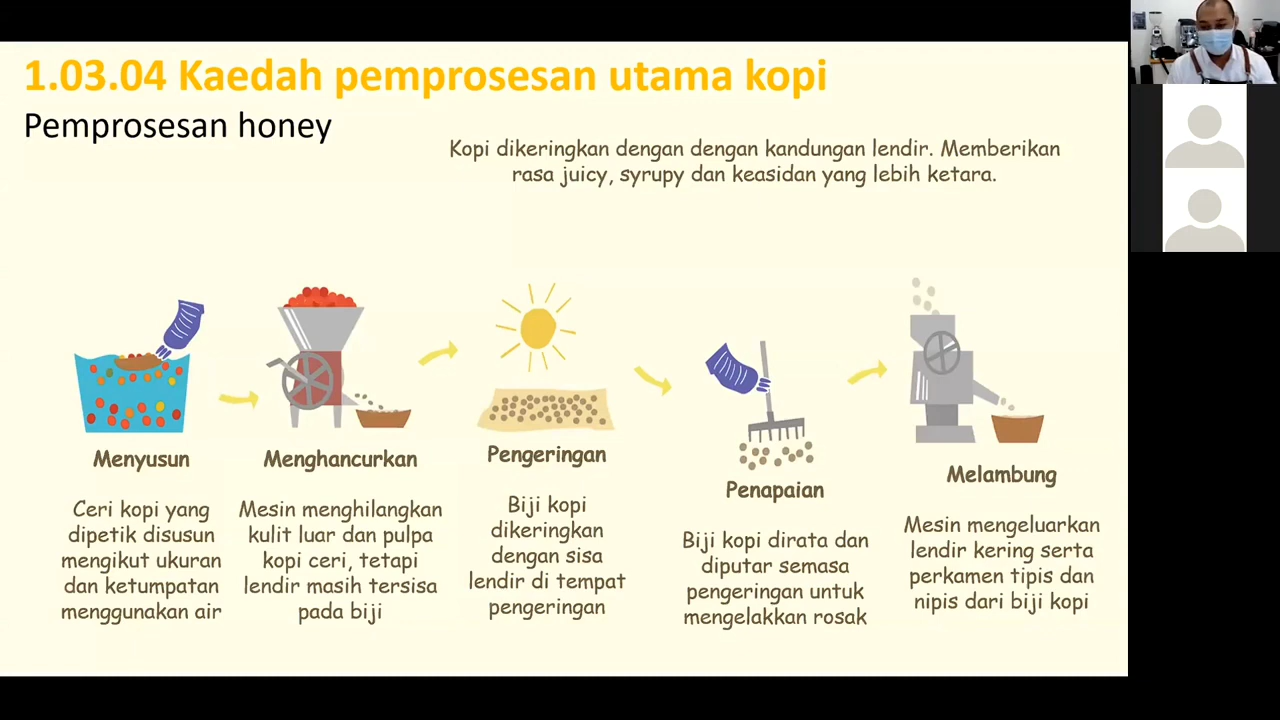 1.03.04 Kaedah pemprosesan utama kopi
Pemprosesan honey
Kopi dikeringkan dengan dengan kandungan lendir. Memberikan
rasa juicy, syrupy dan keasidan yang lebih ketara.
Menyusun
Ceri kopi yang
dipetik disusun
mengikut ukuran
dan ketumpatan
menggunakan air
Menghancurkan
Mesin menghilangkan
kulit luar dan pulpa
kopi ceri, tetapi
lendir masih tersisa
pada biji
Pengeringan
Biji kopi
dikeringkan
dengan sisa
lendir di tempat
pengeringan
Penapaian
Biji kopi dirata dan
diputar semasa
pengeringan untuk
mengelakkan rosak
Melambung
Mesin mengeluarkan
lendir kering serta
perkamen tipis dan
nipis dari biji kopi